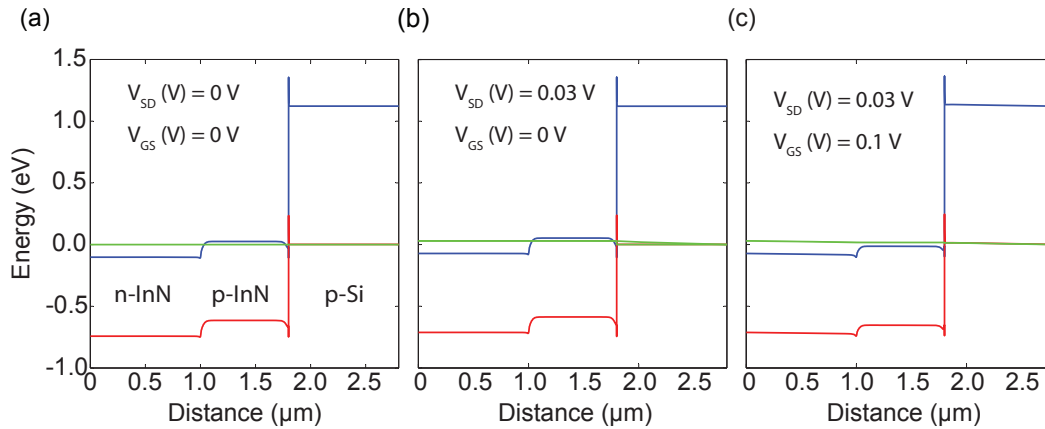 (a)
(b)
(c)
V_SD (V) = 0 V
V_GS (V) = 0 V
V_SD (V) = 0.03 V
V_GS (V) = 0 V
V_SD (V) = 0.03 V
V_GS (V) = 0.1 V
Energy (eV)
1.5
1.0
0.5
0.0
-0.5
-1.0
n-InN
p-InN
p-Si
0 0.5 1.0 1.5 2.0 2.5
0 0.5 1.0 1.5 2.0 2.5
0 0.5 1.0 1.5 2.0 2.5
Distance (μm)
Distance (μm)
Distance (μm)